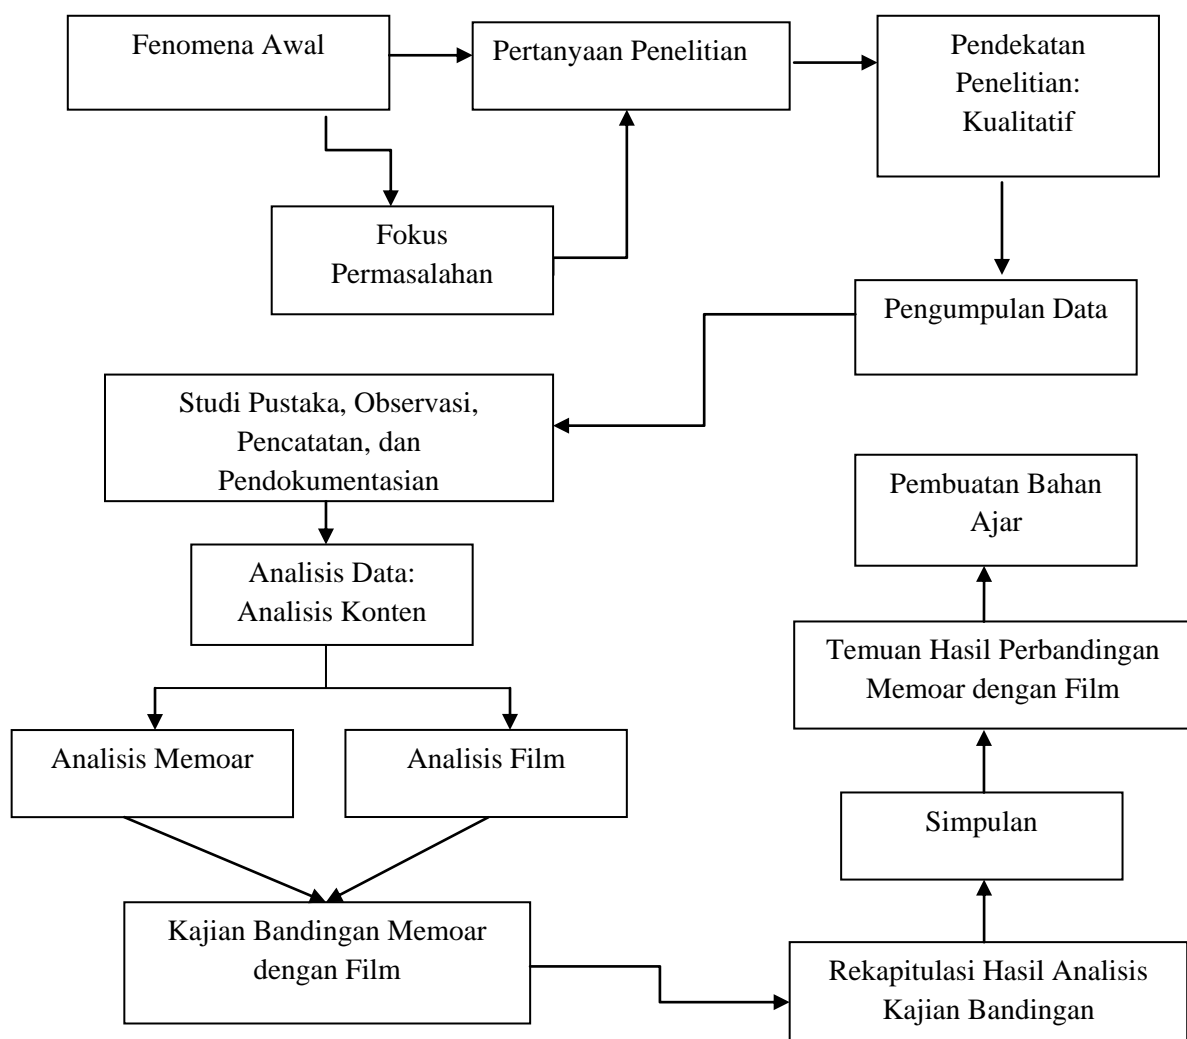 Fenomena Awal
Pertanyaan Penelitian
Pendekatan
Penelitian:
Kualitatif
Fokus
Permasalahan
Pengumpulan Data
Studi Pustaka, Observasi,
Pencatatan, dan
Pendokumentasian
Analisis Data:
Analisis Konten
Analisis Memoar
Analisis Film
Kajian Bandingan Memoar
dengan Film
Rekapitulasi Hasil Analisis
Kajian Bandingan
Simpulan
Temuan Hasil Perbandingan
Memoar dengan Film
Pembuatan Bahan
Ajar